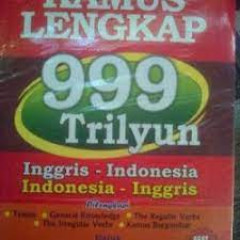 KAMUS
LENGKAP
999
Trilyun
Inggris - Indonesia
Indonesia - Inggris
Dilengkapi
• Tenses • General Knowledge • The Regular Verbs
• The Irregular Verbs • Kamus Bergambar